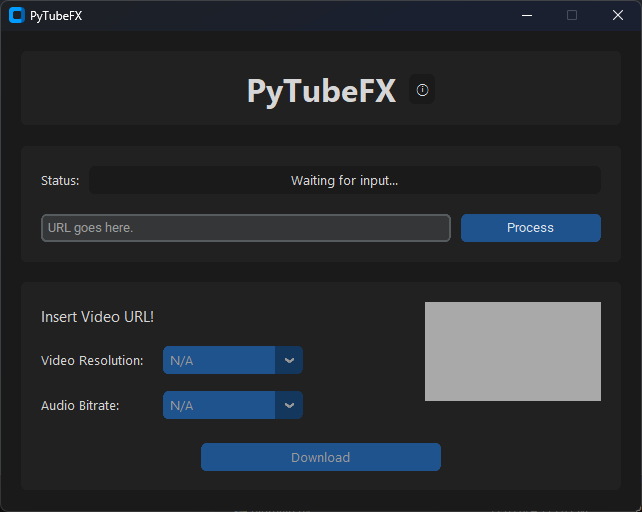 PyTubeFX
PyTubeFX
Status: Waiting for input...
URL goes here. Process
Insert Video URL!
Video Resolution: N/A
Audio Bitrate: N/A
Download